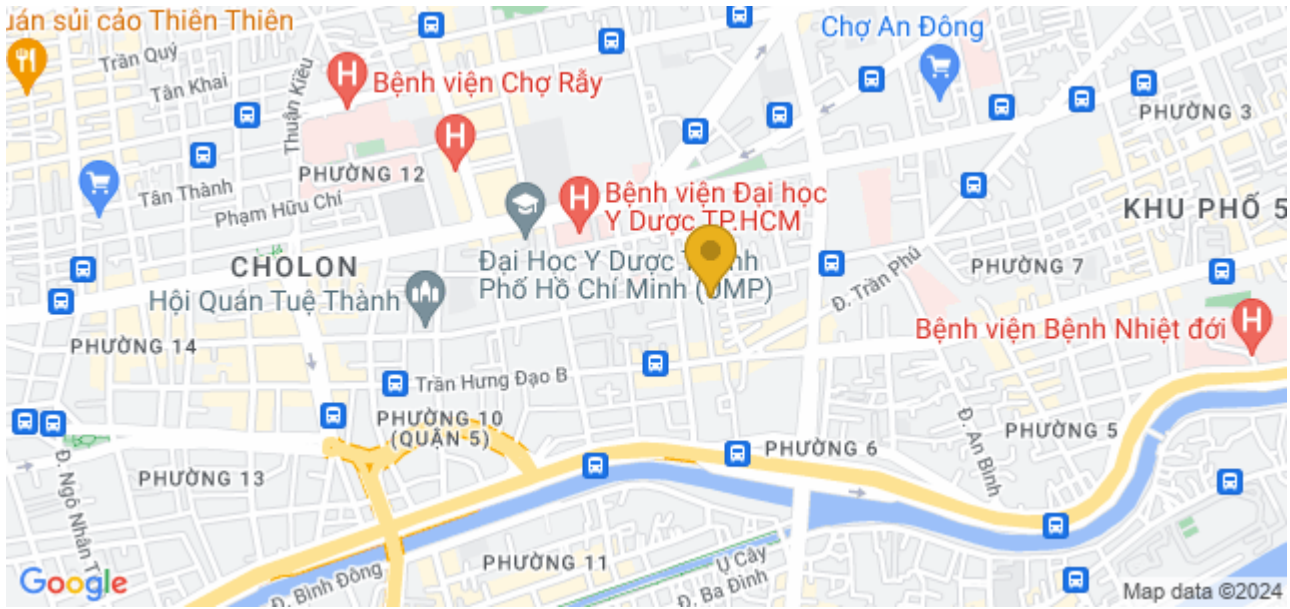 uán sủi cảo Thiên Thiên
Trần Quý
Tân Khai
Thuận Kiều
Bệnh viện Chợ Rẫy
Chợ An Đông
PHƯỜNG 3
PHƯỜNG 12
Tân Thành
Phạm Hữu Chí
Bệnh viện Đại học
Y Dược TP.HCM
KHU PHỐ 5
CHOLON
Đại Học Y Dược Thành
Phố Hồ Chí Minh (UMP)
Đ. Trần Phú
PHƯỜNG 7
Hội Quán Tuệ Thành
Bệnh viện Bệnh Nhiệt đới
PHƯỜNG 14
Trần Hưng Đạo B
PHƯỜNG 10
(QUẬN 5)
Đ. An Bình
PHƯỜNG 5
PHƯỜNG 6
Đ. Ngô Nhân T
PHƯỜNG 13
PHƯỜNG 11
Đ. Bình Đông
Ụ Cây
Đ. Ba Đình
Google
Map data ©2024